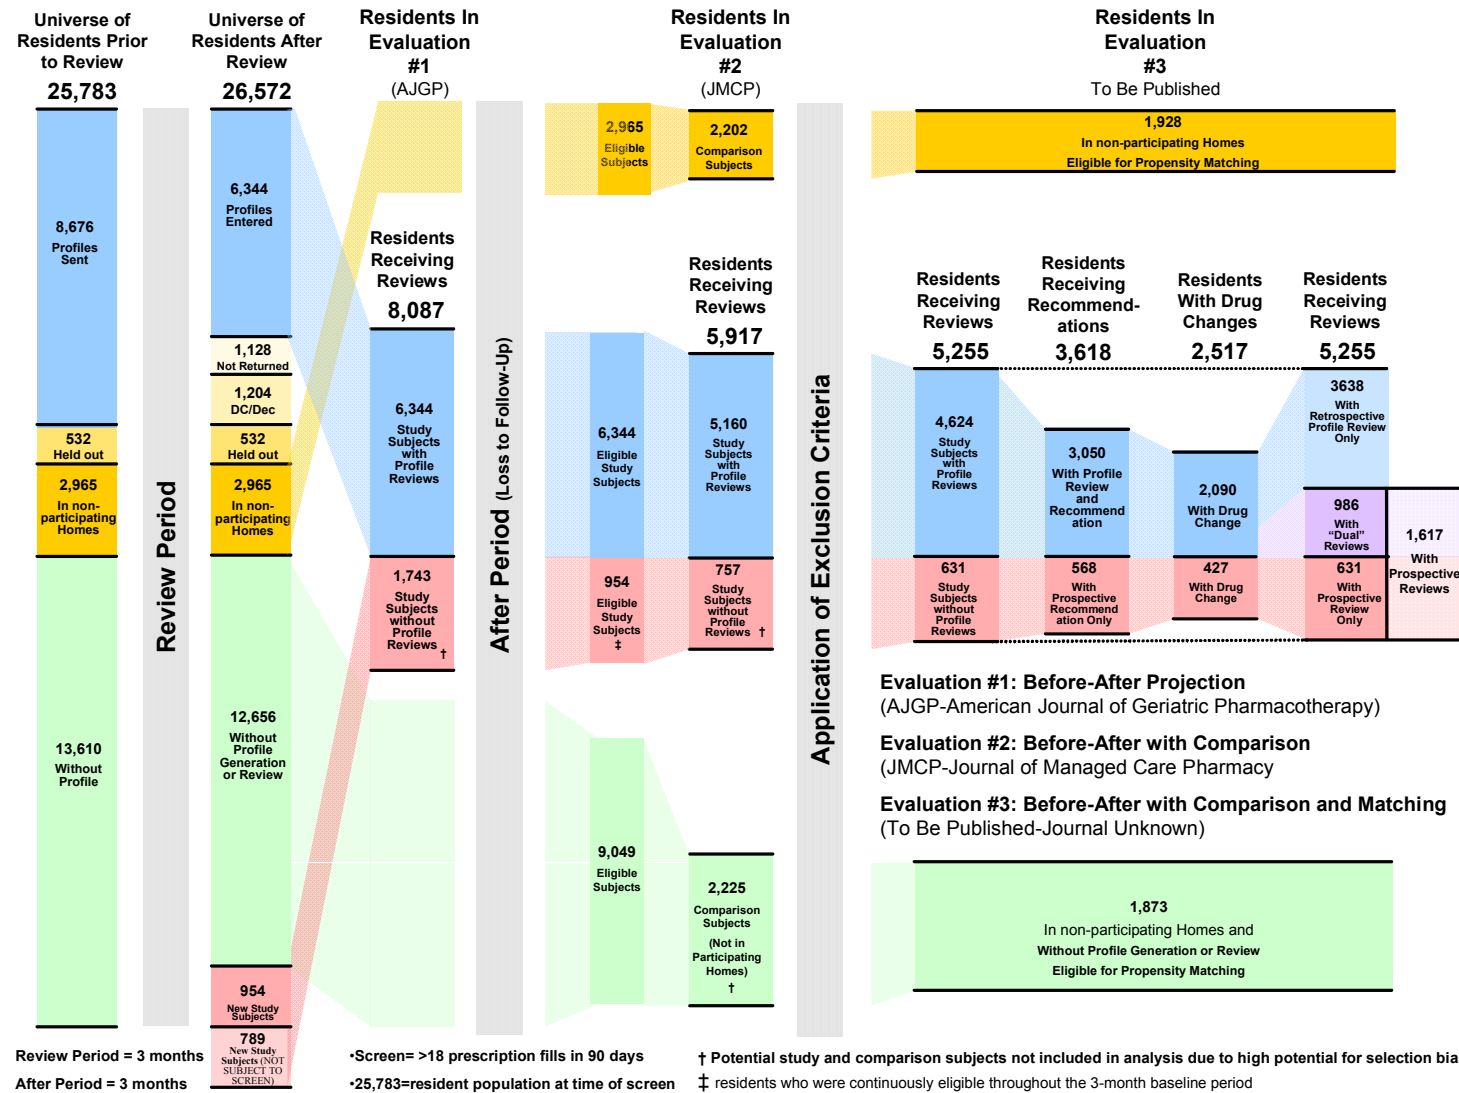 Universe of
Residents Prior
to Review
25,783
Universe of
Residents After
Review
26,572
Residents In
Evaluation
#1
(AJGP)
Residents In
Evaluation
#2
(JMCP)
Residents In
Evaluation
#3
To Be Published
8,676
Profiles
Sent
532
Held out
2,965
In non-
participating
Homes
13,610
Without
Profile
Review Period
6,344
Profiles
Entered
1,128
Not Returned
1,204
DC/Dec
532
Held out
2,965
In non-
participating
Homes
12,656
Without
Profile
Generation
or Review
954
New Study
Subjects
789
New Study
Subjects (NOT
SUBJECT TO
SCREEN)
Residents
Receiving
Reviews
8,087
6,344
Study
Subjects
with
Profile
Reviews
1,743
Study
Subjects
without
Profile
Reviews †
After Period (Loss to Follow-Up)
2,965
Eligible
Subjects
6,344
Eligible
Study
Subjects
954
Eligible
Study
Subjects
‡
9,049
Eligible
Subjects
2,202
Comparison
Subjects
Residents
Receiving
Reviews
5,917
5,160
Study
Subjects
with
Profile
Reviews
757
Study
Subjects
without
Profile
Reviews †
2,225
Comparison
Subjects
(Not in
Participating
Homes)
†
Application of Exclusion Criteria
1,928
In non-participating Homes
Eligible for Propensity Matching
Residents
Receiving
Reviews
5,255
4,624
Study
Subjects
with
Profile
Reviews
631
Study
Subjects
without
Profile
Reviews
Residents
Receiving
Recommend-
ations
3,618
3,050
With Profile
Review
and
Recommend
ation
568
With
Prospective
Recommend
ation Only
Residents
With Drug
Changes
2,517
2,090
With Drug
Change
427
With Drug
Change
Residents
Receiving
Reviews
5,255
3638
With
Retrospective
Profile Review
Only
986
With
“Dual”
Reviews
631
With
Prospective
Review
Only
1,617
With
Prospective
Reviews
Evaluation #1: Before-After Projection
(AJGP-American Journal of Geriatric Pharmacotherapy)
Evaluation #2: Before-After with Comparison
(JMCP-Journal of Managed Care Pharmacy
Evaluation #3: Before-After with Comparison and Matching
(To Be Published-Journal Unknown)
1,873
In non-participating Homes and
Without Profile Generation or Review
Eligible for Propensity Matching
Review Period = 3 months
After Period = 3 months
•Screen= >18 prescription fills in 90 days
•25,783=resident population at time of screen
† Potential study and comparison subjects not included in analysis due to high potential for selection bia
‡ residents who were continuously eligible throughout the 3-month baseline period